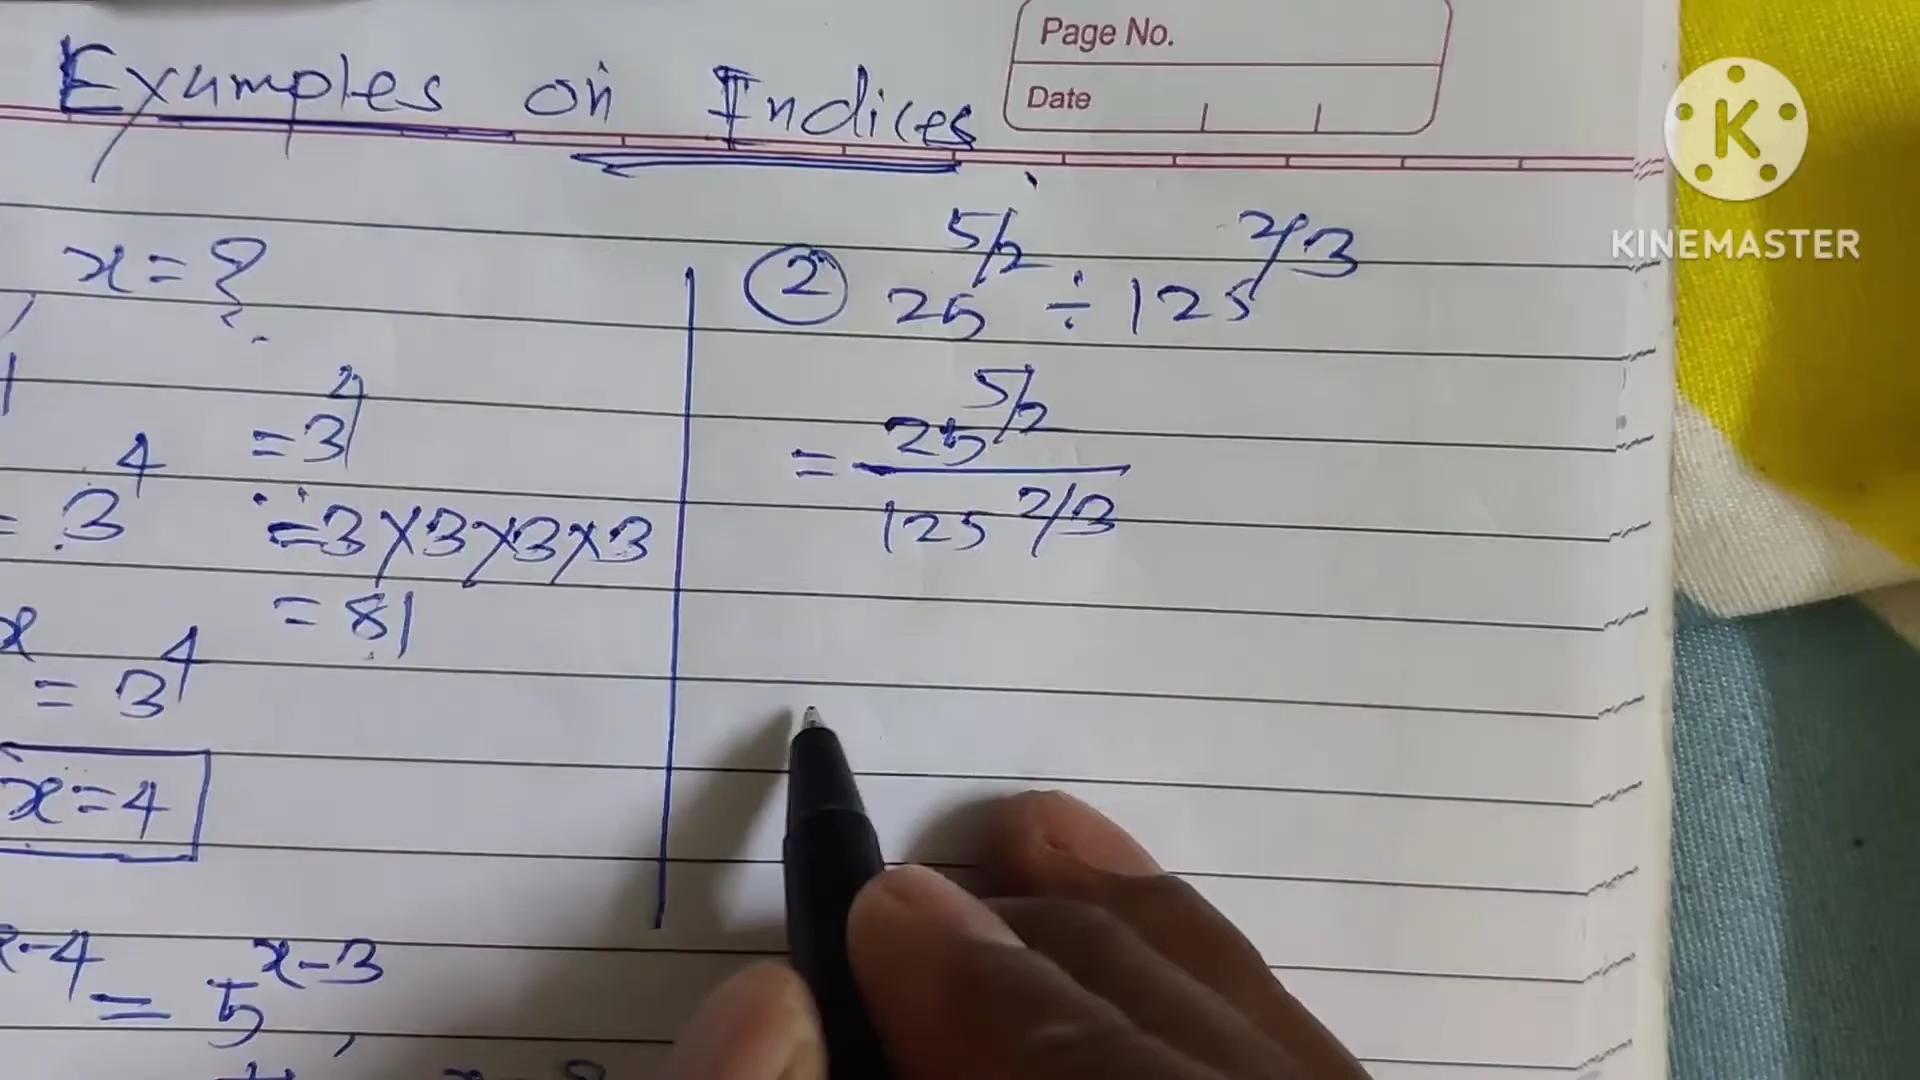 Examples on Indices
Page No.
Date
K
KINEMASTER
x = ?
= 3^4
= 3^4
= 3×3×3×3
= 81
x = 3^4
x = 4
x-4 = 5^x-3
② 25^5/2 ÷ 125^2/3
= 25^5/2 / 125^2/3